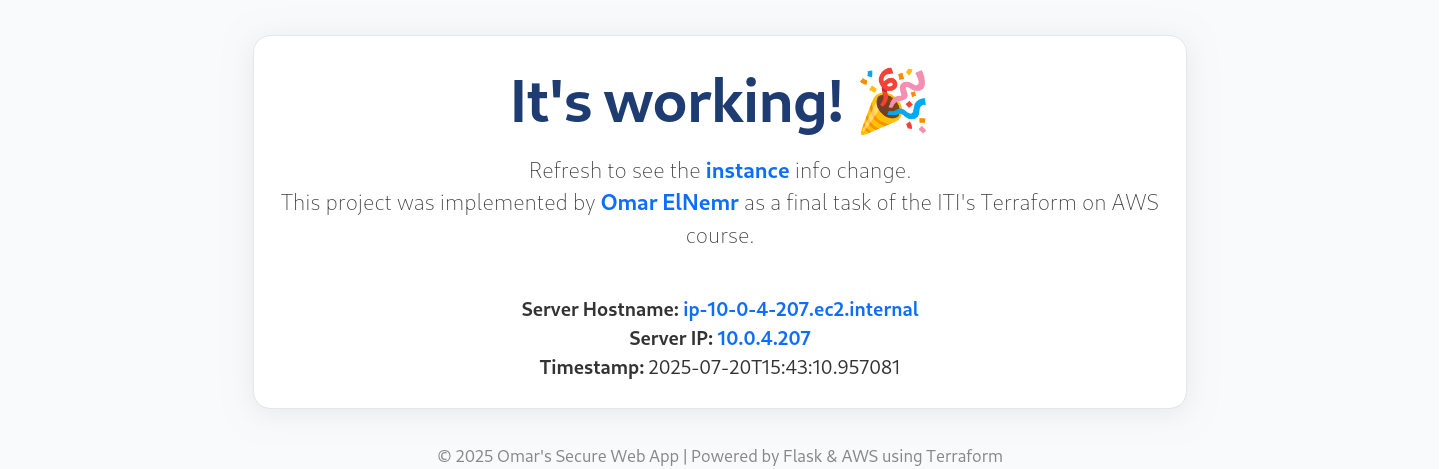 It's working! 🎉
Refresh to see the instance info change.
This project was implemented by Omar ElNemr as a final task of the ITI's Terraform on AWS
course.
Server Hostname: ip-10-0-4-207.ec2.internal
Server IP: 10.0.4.207
Timestamp: 2025-07-20T15:43:10.957081
© 2025 Omar's Secure Web App | Powered by Flask & AWS using Terraform